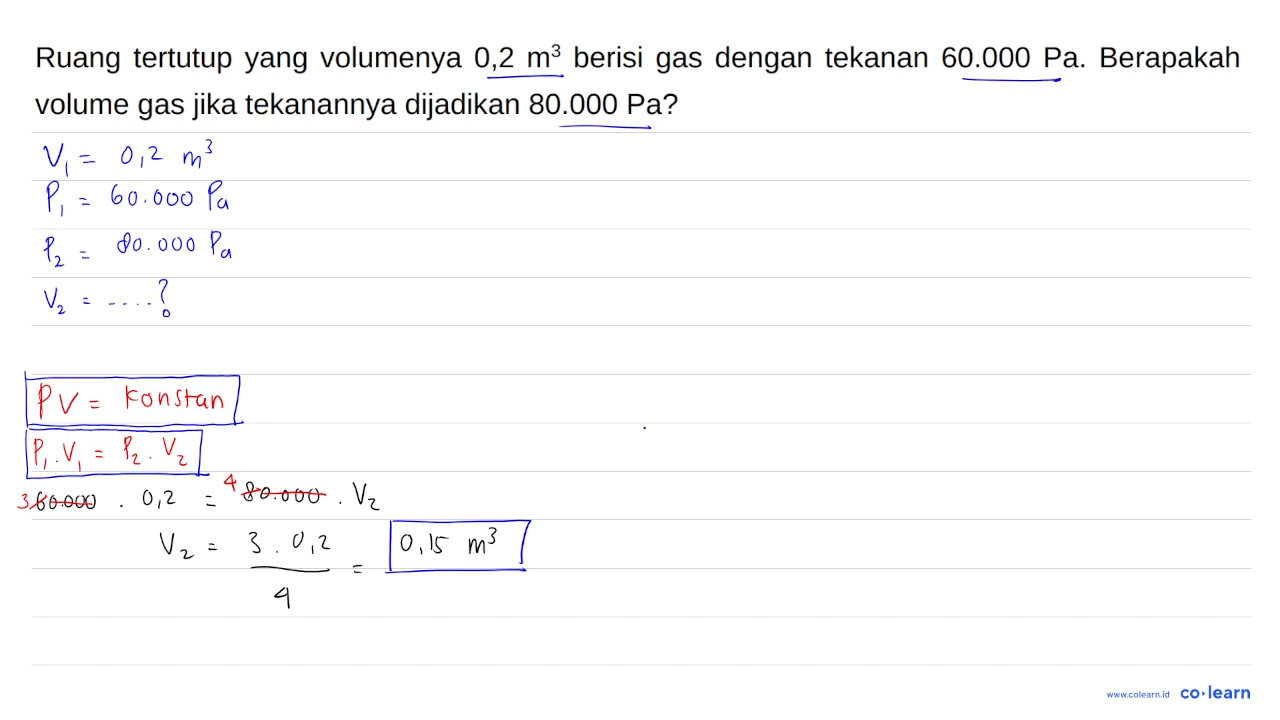 Ruang tertutup yang volumenya 0,2 m³ berisi gas dengan tekanan 60.000 Pa. Berapakah
volume gas jika tekanannya dijadikan 80.000 Pa?
V₁ = 0,2 m³
P₁ = 60.000 Pa
P₂ = 80.000 Pa
V₂ = ....?
PV = Konstan
P₁.V₁ = P₂.V₂
3 60.000 . 0,2 = 4 80.000 . V₂
V₂ = 3 . 0,2 / 4 = 0,15 m³
www.colearn.id co·learn